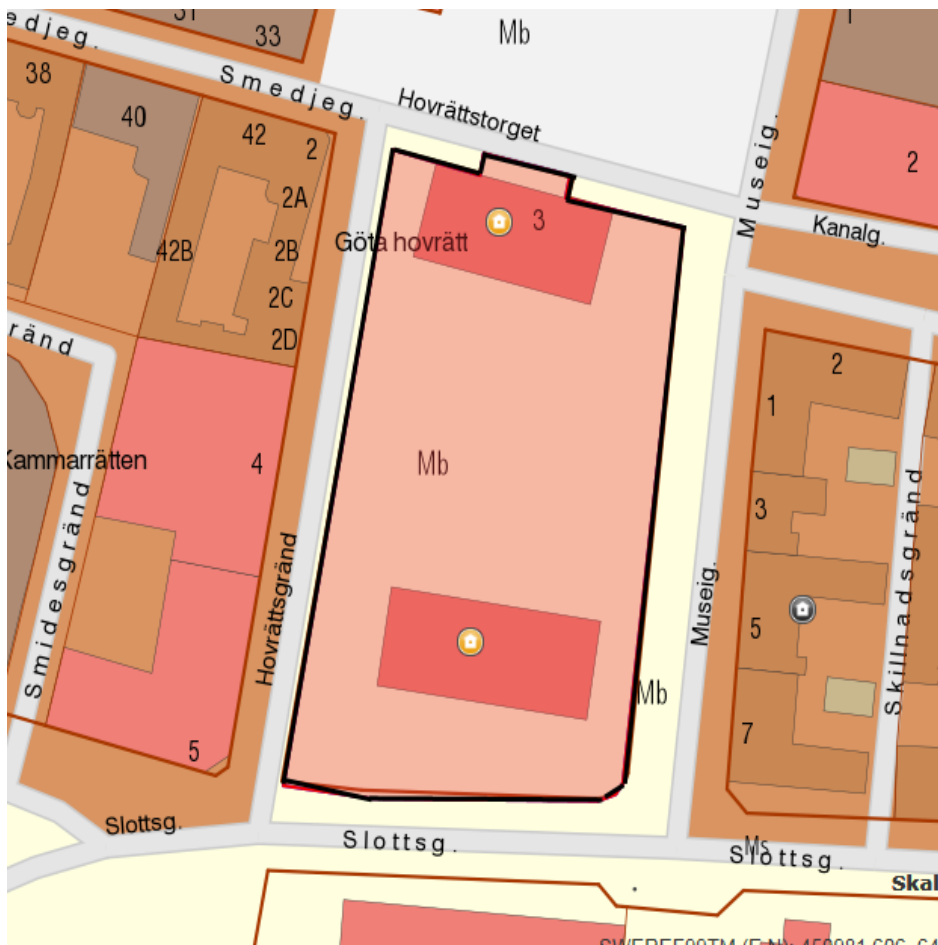 edjeg.
31
33
Mb
1
38
Smedjeg.
Hovrättstorget
40
42
2
Museig.
2
2A
3
Kanalg.
Göta hovrätt
42B
2B
2C
ränd
2D
2
1
Kammarrätten
4
Mb
3
Smidesgränd
Hovrättsgränd
Museig.
5
Skillnadsgränd
Mb
7
5
Slottsg.
Slottsg.
Ms
Slottsg.
Skal